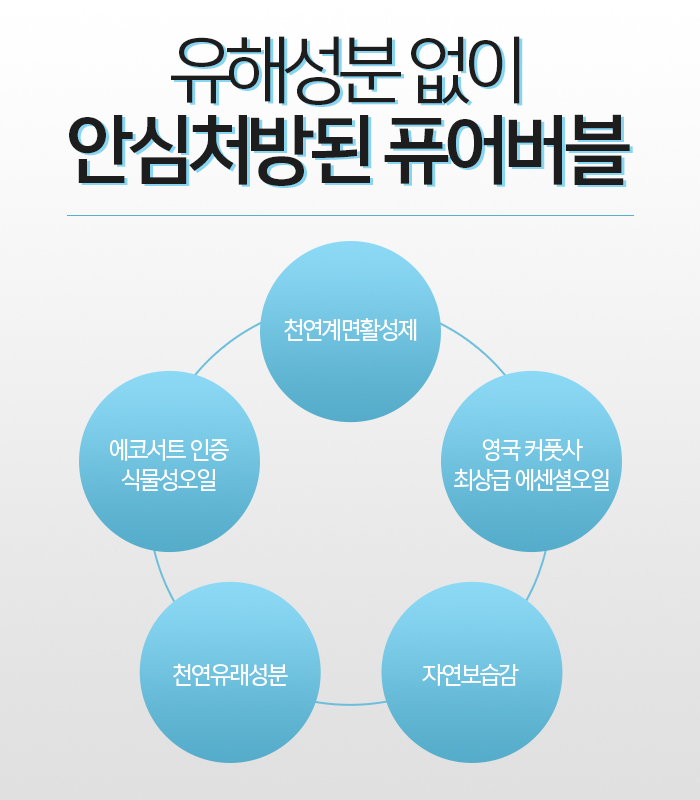 유해성분 없이
안심처방된 퓨어버블
천연계면활성제
에코서트 인증
식물성오일
영국 커풋사
최상급 에센셜오일
천연유래성분
자연보습감